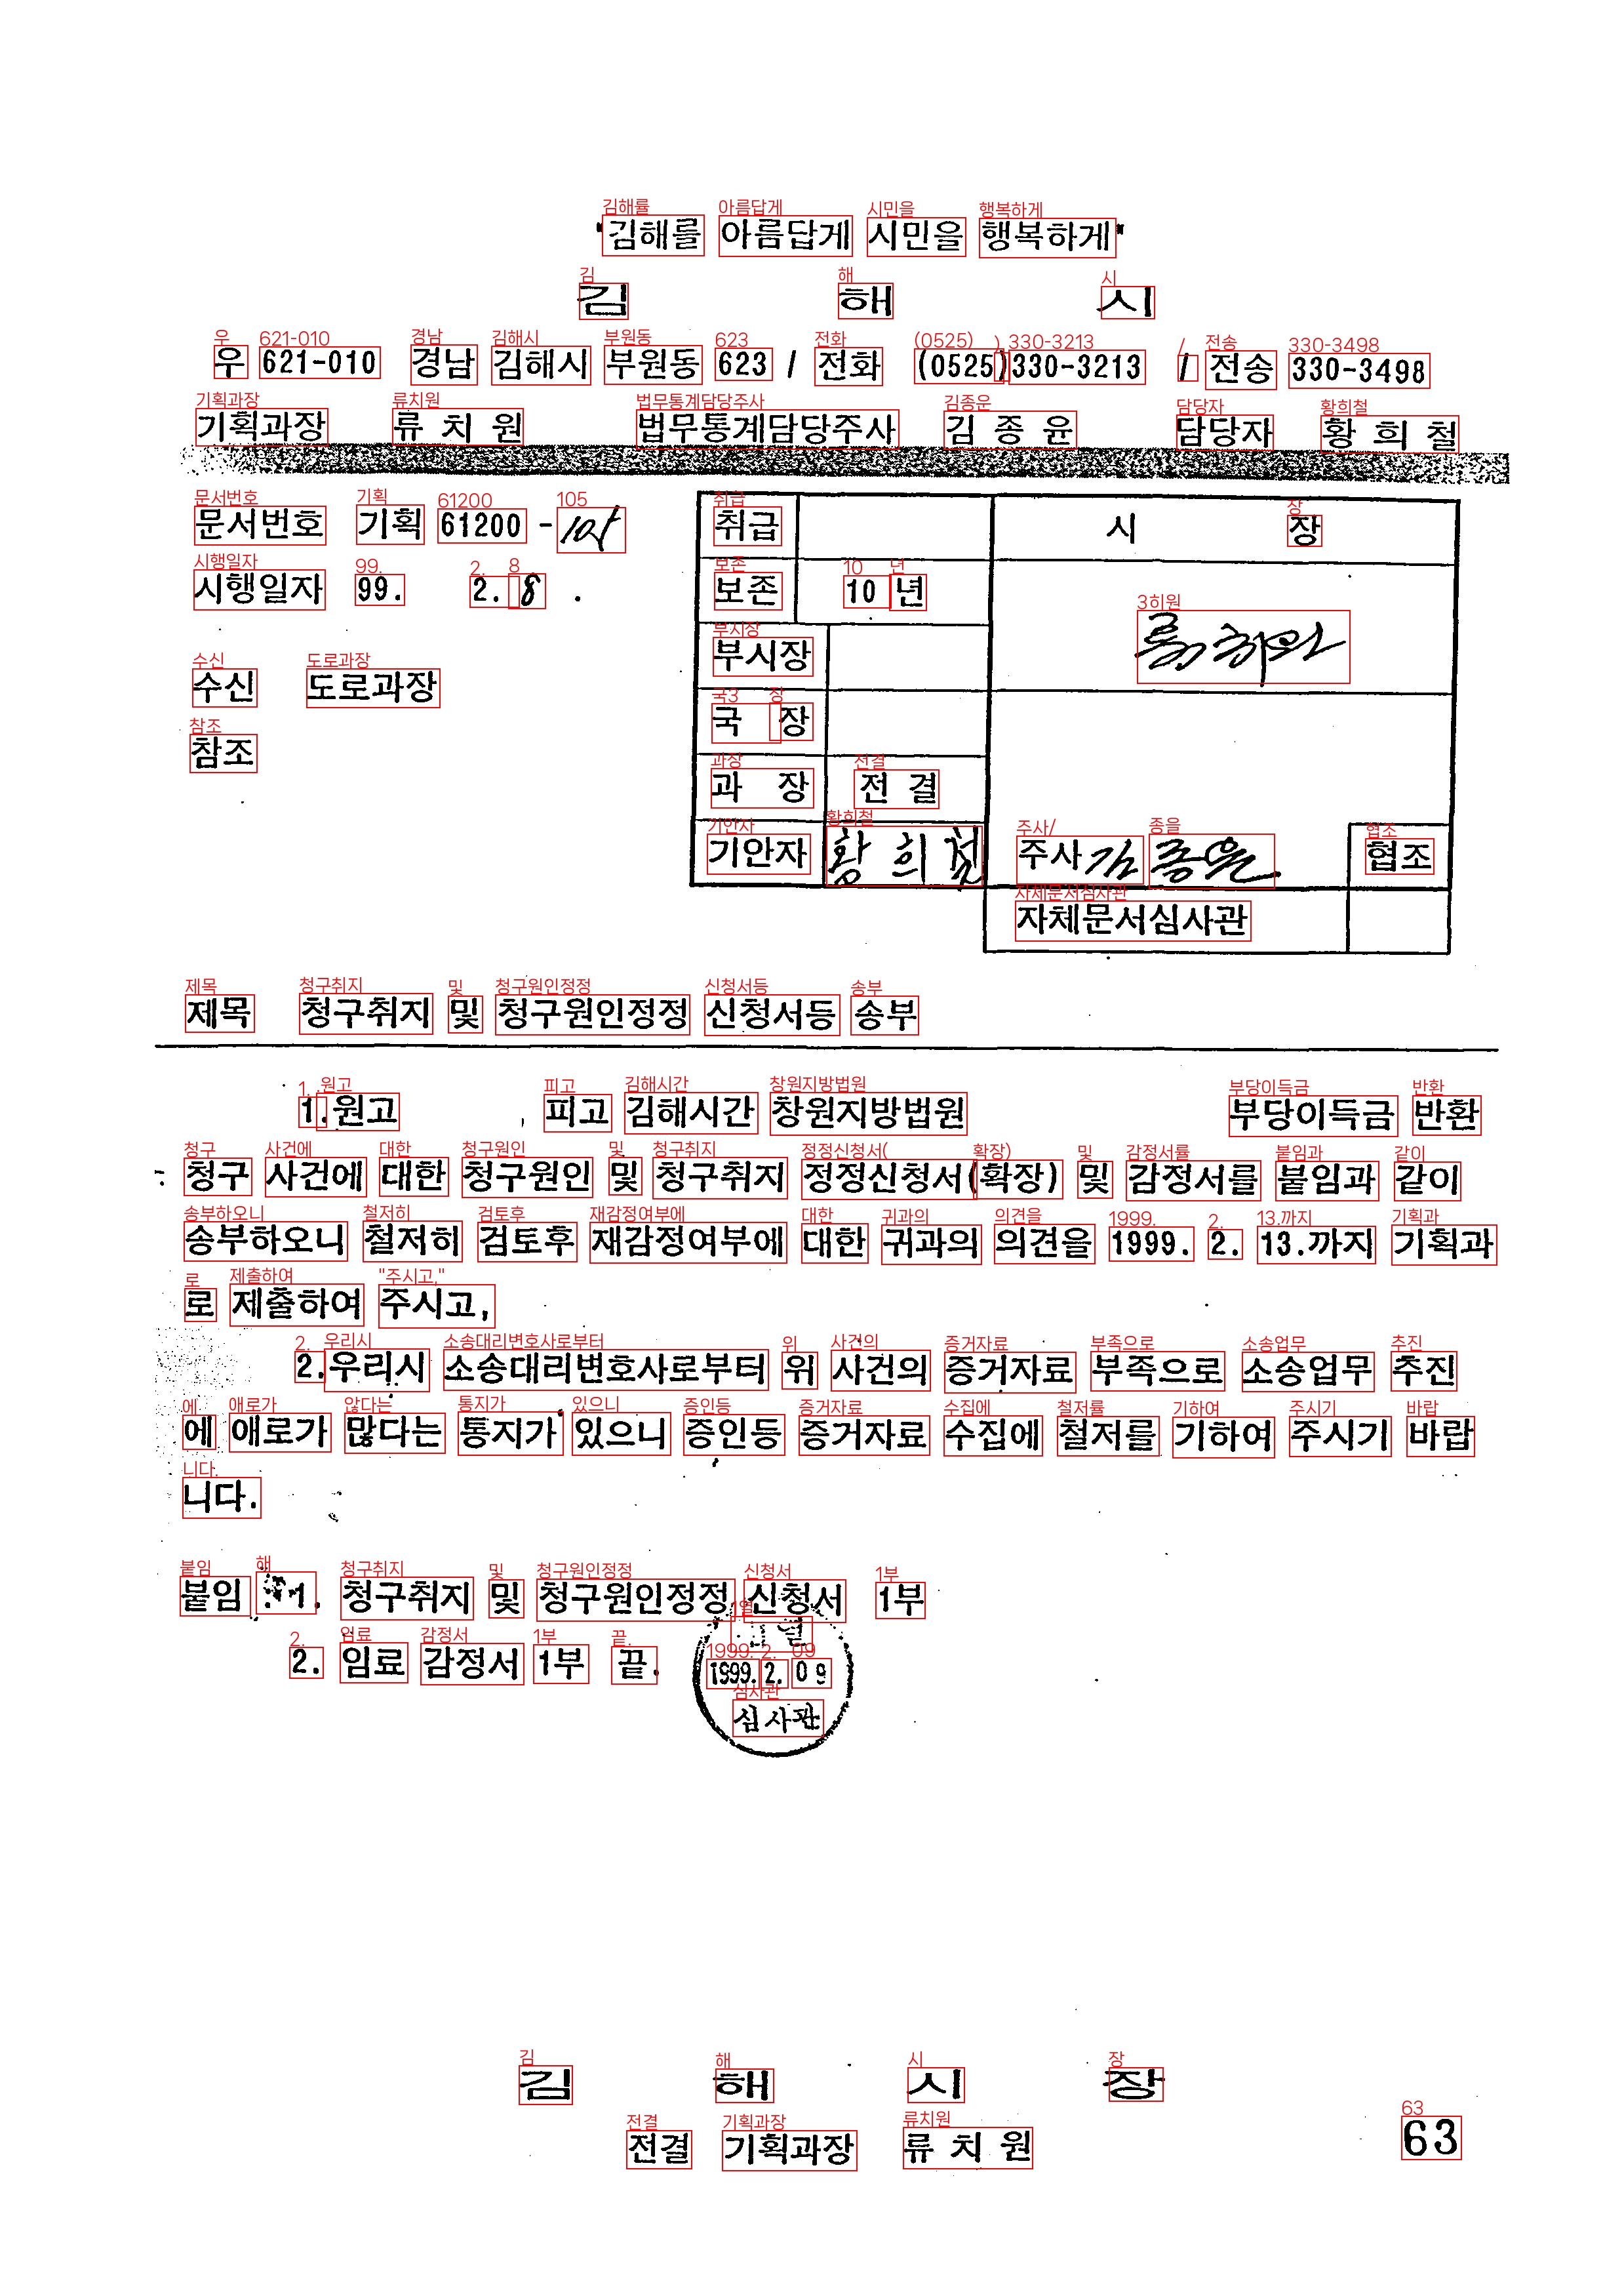 "김해를 아름답게 시민을 행복하게"
김 해 시
우 621-010 경남 김해시 부원동 623 / 전화 (0525)330-3213 / 전송 330-3498
기획과장 류 치 원 법무통계담당주사 김 종 윤 담당자 황 희 철
문서번호 기획 61200 - 105
시행일자 99. 2. 8 .
수신 도로과장
참조
취급 시 장
보존 10 년
부시장
국 장
과 장 전 결
기안자 황 희 철 주사 김 종 윤 협조
자체문서심사관
제목 청구취지 및 청구원인정정 신청서등 송부
1. 원고 , 피고 김해시간 창원지방법원 부당이득금 반환
청구 사건에 대한 청구원인 및 청구취지 정정신청서(확장) 및 감정서를 붙임과 같이
송부하오니 철저히 검토후 재감정여부에 대한 귀과의 의견을 1999. 2. 13.까지 기획과
로 제출하여 주시고,
2. 우리시 소송대리변호사로부터 위 사건의 증거자료 부족으로 소송업무 추진
에 애로가 많다는 통지가 있으니 증인등 증거자료 수집에 철저를 기하여 주시기 바랍
니다.
붙임 1. 청구취지 및 청구원인정정 신청서 1부
2. 임료 감정서 1부 끝.
1999. 2. 09
심사관
김 해 시 장
전결 기획과장 류 치 원
63